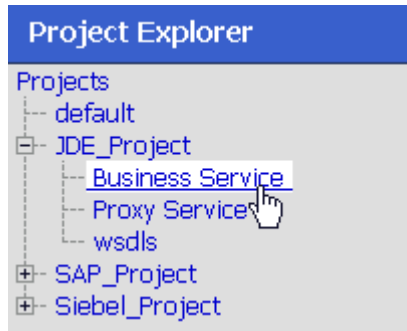 Project Explorer
Projects
default
JDE_Project
Business Service
Proxy Service
wsdls
SAP_Project
Siebel_Project